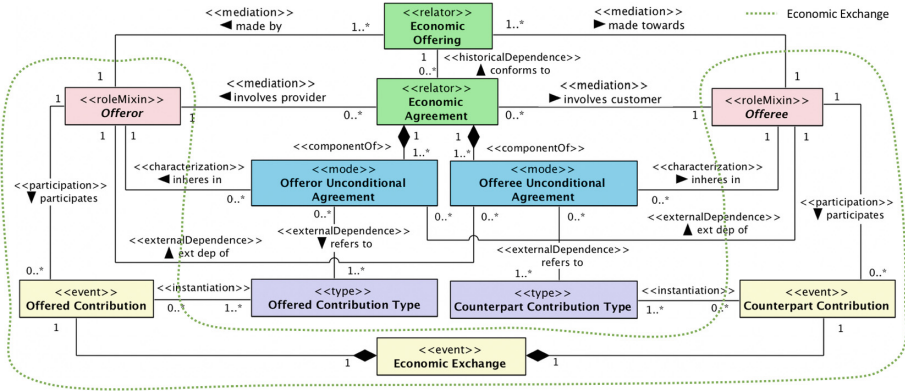 <<mediation>>
made by
1..*
<<relator>>
Economic
Offering
1..*
<<mediation>>
made towards
Economic Exchange
1
1
1
<<historicalDependence>>
conforms to
0..*
1
<<roleMixin>>
Offeror
1
<<mediation>>
involves provider
0..*
<<relator>>
Economic
Agreement
0..*
<<mediation>>
involves customer
1
<<roleMixin>>
Offeree
1
1
1
1
1
1
1
<<componentOf>>
1..*
1..*
<<componentOf>>
<<characterization>>
inheres in
0..*
<<mode>>
Offeror Unconditional
Agreement
<<mode>>
Offeree Unconditional
Agreement
<<characterization>>
inheres in
0..*
<<participation>>
participates
<<participation>>
participates
0..*
0..*
0..*
0..*
<<externalDependence>>
ext dep of
<<externalDependence>>
refers to
<<externalDependence>>
refers to
<<externalDependence>>
ext dep of
0..*
1..*
1..*
0..*
<<event>>
Offered Contribution
<<instantiation>>
0..*
1..*
<<type>>
Offered Contribution Type
<<type>>
Counterpart Contribution Type
<<instantiation>>
1..*
0..*
<<event>>
Counterpart Contribution
1
1
1
<<event>>
Economic Exchange
1